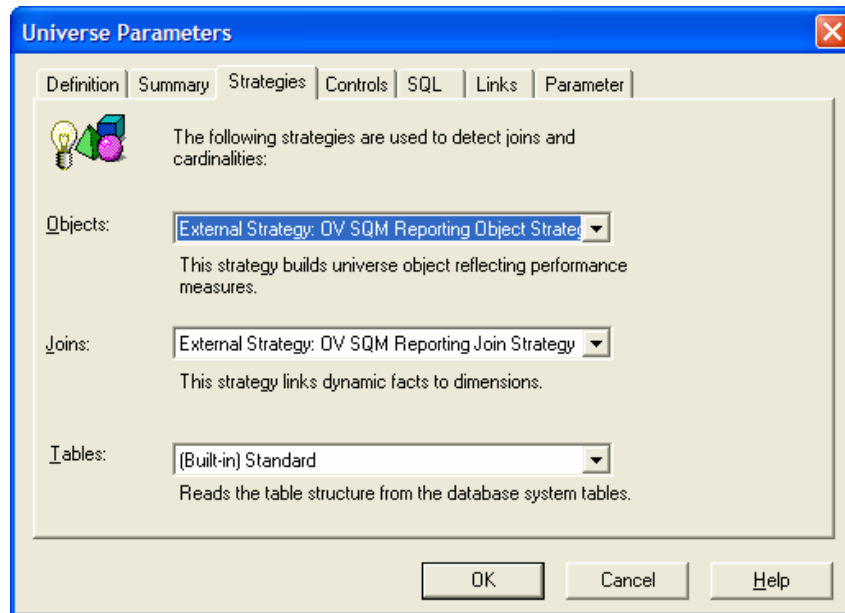 Universe Parameters
Definition Summary Strategies Controls SQL Links Parameter
The following strategies are used to detect joins and
cardinalities:
Objects: External Strategy: OV SQM Reporting Object Strateg
This strategy builds universe object reflecting performance
measures.
Joins: External Strategy: OV SQM Reporting Join Strategy
This strategy links dynamic facts to dimensions.
Tables: (Built-in) Standard
Reads the table structure from the database system tables.
OK Cancel Help